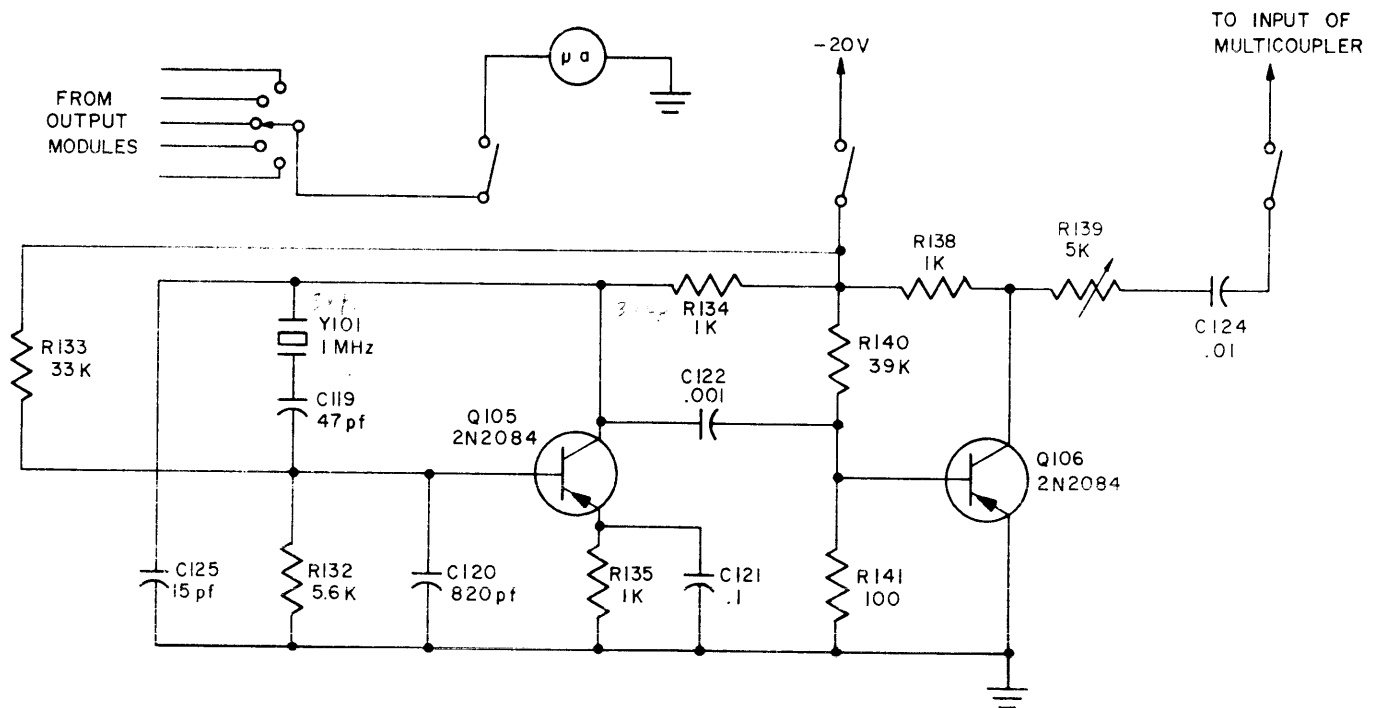 TO INPUT OF
MULTICOUPLER
-20V
μa
FROM
OUTPUT
MODULES
R138
1K
R139
5K
R134
1K
Y101
1 MHz
R133
33K
R140
39K
C124
.01
C119
47pf
C122
.001
Q105
2N2084
Q106
2N2084
C125
15pf
R132
5.6K
C120
820pf
R135
1K
C121
.1
R141
100